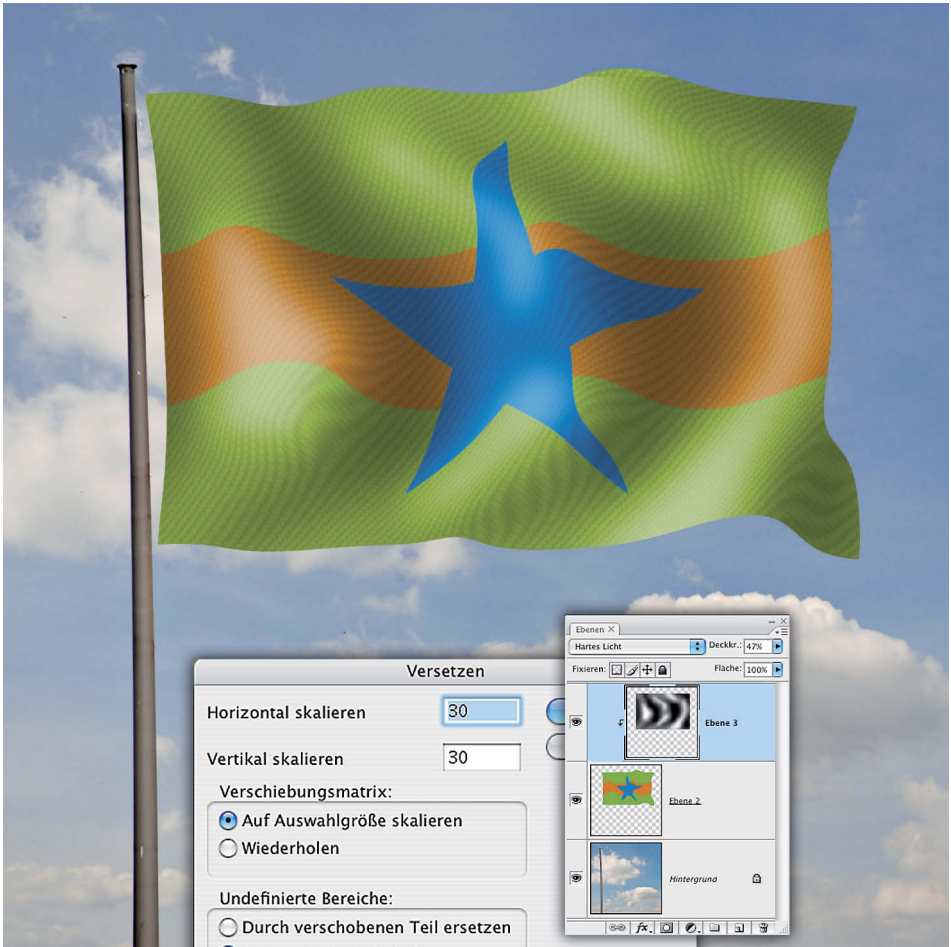 Versetzen
Horizontal skalieren 30
Vertikal skalieren 30
Verschiebungsmatrix:
Auf Auswahlgröße skalieren
Wiederholen
Undefinierte Bereiche:
Durch verschobenen Teil ersetzen
Ebenen
Hartes Licht Deckkr.: 47%
Fixieren: Fläche: 100%
Ebene 3
Ebene 2
Hintergrund
fx